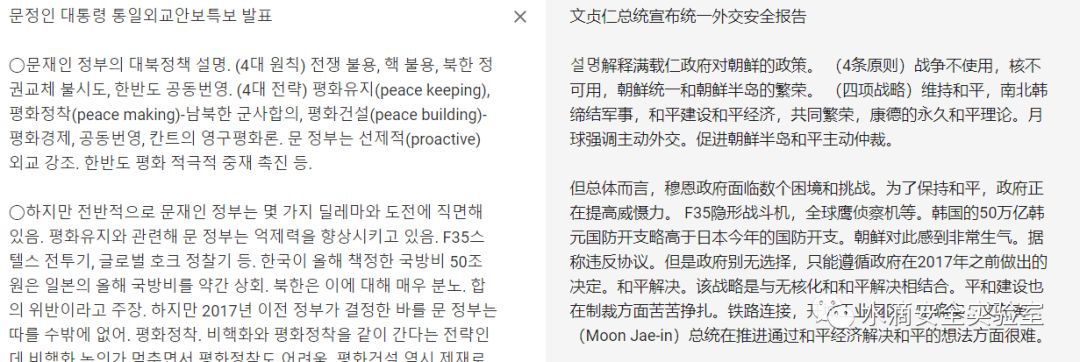 문정인 대통령 통일외교안보특보 발표
○문재인 정부의 대북정책 설명. (4대 원칙) 전쟁 불용, 핵 불용, 북한 정
권교체 불시도, 한반도 공동번영. (4대 전략) 평화유지(peace keeping),
평화정착(peace making)-남북한 군사합의, 평화건설(peace building)-
평화경제, 공동번영, 칸트의 영구평화론. 문 정부는 선제적(proactive)
외교 강조. 한반도 평화 적극적 중재 촉진 등.
○하지만 전반적으로 문재인 정부는 몇 가지 딜레마와 도전에 직면해
있음. 평화유지와 관련해 문 정부는 억제력을 향상시키고 있음. F35스
텔스 전투기, 글로벌 호크 정찰기 등. 한국이 올해 책정한 국방비 50조
원은 일본의 올해 국방비를 약간 상회. 북한은 이에 대해 매우 분노. 합
의 위반이라고 주장. 하지만 2017년 이전 정부가 결정한 바를 문 정부는
따를 수밖에 없어. 평화정착. 비핵화와 평화정착을 같이 간다는 전략인
데 비핵화 논의가 멈추면서 평화정착도 어려움. 평화건설 역시 제재로
文贞仁总统宣布统一外交安全报告
설명解释满载仁政府对朝鲜的政策。（4条原则）战争不使用，核不
可用，朝鲜统一和朝鲜半岛的繁荣。（四项战略）维持和平，南北韩
缔结军事，和平建设和平经济，共同繁荣，康德的永久和平理论。月
球强调主动外交。促进朝鲜半岛和平主动仲裁。
但总体而言，穆恩政府面临数个困境和挑战。为了保持和平，政府正
在提高威慑力。 F35隐形战斗机，全球鹰侦察机等。韩国的50万亿韩
元国防开支略高于日本今年的国防开支。朝鲜对此感到非常生气。据
称违反协议。但是政府别无选择，只能遵循政府在2017年之前做出的
决定。和平解决。该战略是与无核化和和平解决相结合。平和建设也
在制裁方面苦苦挣扎。铁路连接，
（Moon Jae-in）总统在推进通过和平经济解决和平的想法方面很难。
水滴安全实验室